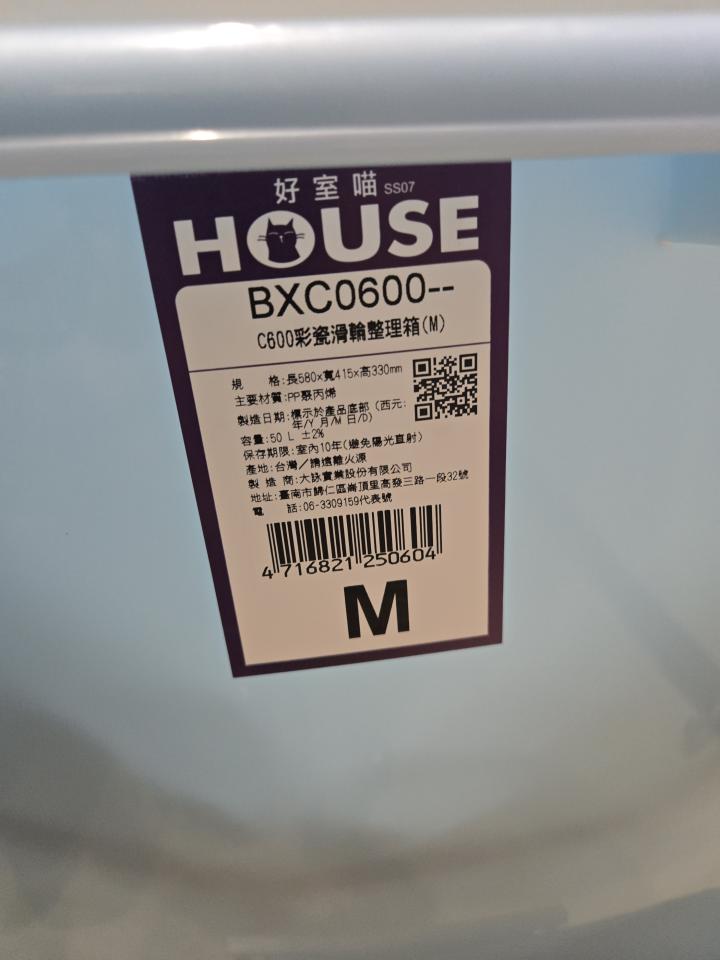 好室喵 SS07
HOUSE
BXC0600--
C600彩瓷滑輪整理箱(M)
規　格:長580x寬415x高330mm
主要材質:PP聚丙烯
製造日期:標示於產品底部 (西元:
年/Y 月/M 日/D)
容量:50 L ±2%
保存期限:室內10年(避免陽光直射)
產地:台灣／請遠離火源
製造商:大詠實業股份有限公司
地址:臺南市歸仁區崙頂里高發三路一段32號
電　話:06-3309159代表號
4 716821 250604
M